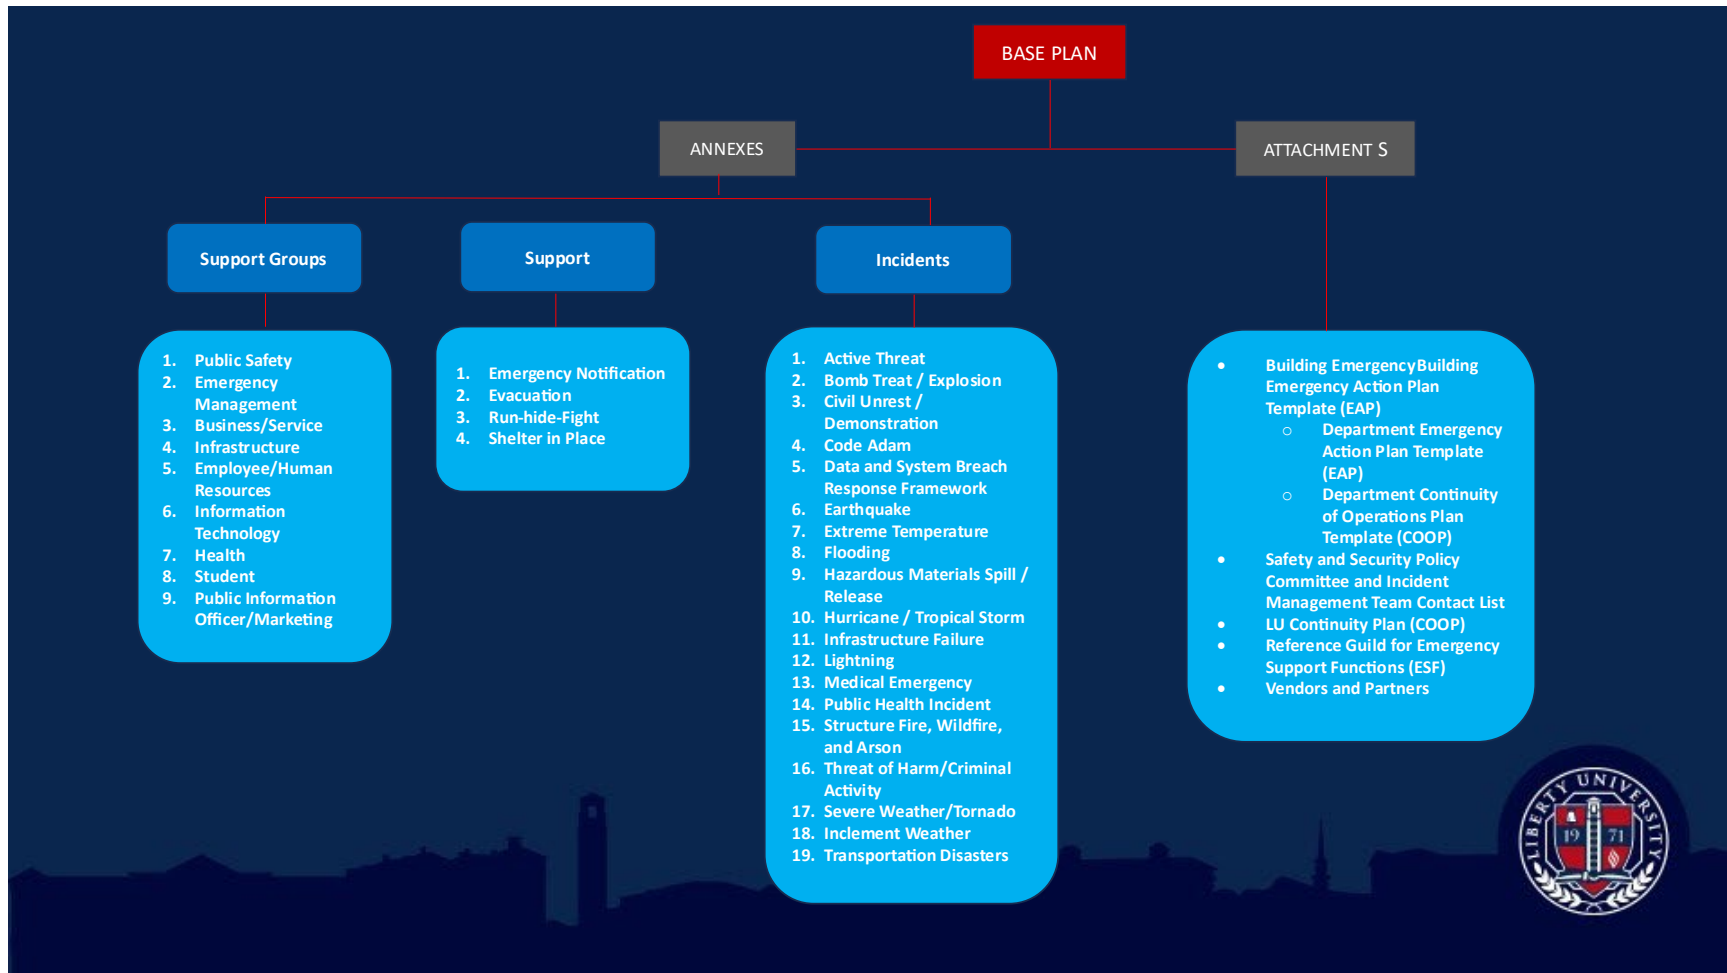 BASE PLAN
ANNEXES
ATTACHMENT S
Support Groups
Support
Incidents
1. Public Safety
2. Emergency
Management
3. Business/Service
4. Infrastructure
5. Employee/Human
Resources
6. Information
Technology
7. Health
8. Student
9. Public Information
Officer/Marketing
1. Emergency Notification
2. Evacuation
3. Run-hide-Fight
4. Shelter in Place
1. Active Threat
2. Bomb Treat / Explosion
3. Civil Unrest /
Demonstration
4. Code Adam
5. Data and System Breach
Response Framework
6. Earthquake
7. Extreme Temperature
8. Flooding
9. Hazardous Materials Spill /
Release
10. Hurricane / Tropical Storm
11. Infrastructure Failure
12. Lightning
13. Medical Emergency
14. Public Health Incident
15. Structure Fire, Wildfire,
and Arson
16. Threat of Harm/Criminal
Activity
17. Severe Weather/Tornado
18. Inclement Weather
19. Transportation Disasters
• Building EmergencyBuilding
Emergency Action Plan
Template (EAP)
o Department Emergency
Action Plan Template
(EAP)
o Department Continuity
of Operations Plan
Template (COOP)
• Safety and Security Policy
Committee and Incident
Management Team Contact List
• LU Continuity Plan (COOP)
• Reference Guild for Emergency
Support Functions (ESF)
• Vendors and Partners
LIBERTY UNIVERSITY
19 71